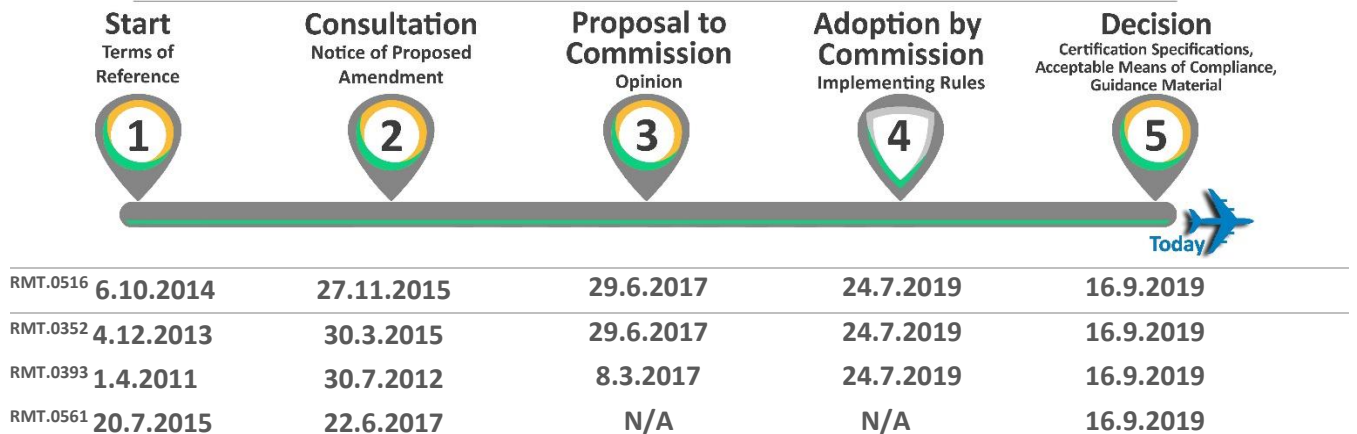 Start
Terms of
Reference
Consultation
Notice of Proposed
Amendment
Proposal to
Commission
Opinion
Adoption by
Commission
Implementing Rules
Decision
Certification Specifications,
Acceptable Means of Compliance,
Guidance Material
1 2 3 4 5
Today
RMT.0516 6.10.2014 27.11.2015 29.6.2017 24.7.2019 16.9.2019
RMT.0352 4.12.2013 30.3.2015 29.6.2017 24.7.2019 16.9.2019
RMT.0393 1.4.2011 30.7.2012 8.3.2017 24.7.2019 16.9.2019
RMT.0561 20.7.2015 22.6.2017 N/A N/A 16.9.2019